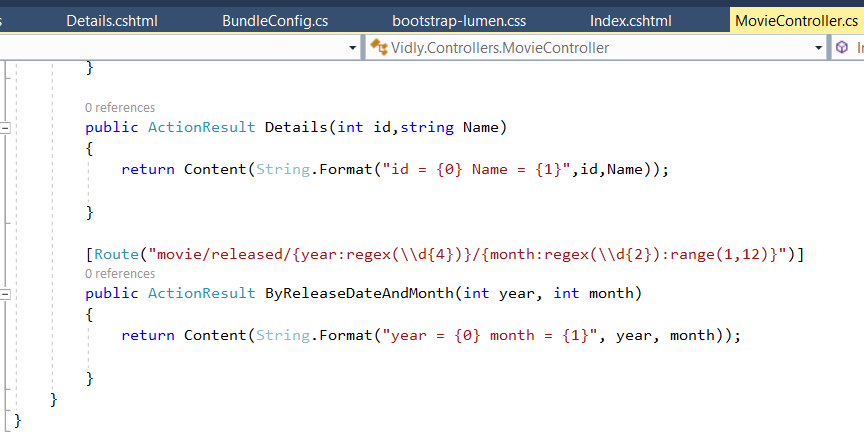 s Details.cshtml BundleConfig.cs bootstrap-lumen.css Index.cshtml MovieController.cs
Vidly.Controllers.MovieController
}
0 references
public ActionResult Details(int id,string Name)
{
return Content(String.Format("id = {0} Name = {1}",id,Name));
}
[Route("movie/released/{year:regex(\\d{4})}/{month:regex(\\d{2}):range(1,12)}")]
0 references
public ActionResult ByReleaseDateAndMonth(int year, int month)
{
return Content(String.Format("year = {0} month = {1}", year, month));
}
}
}